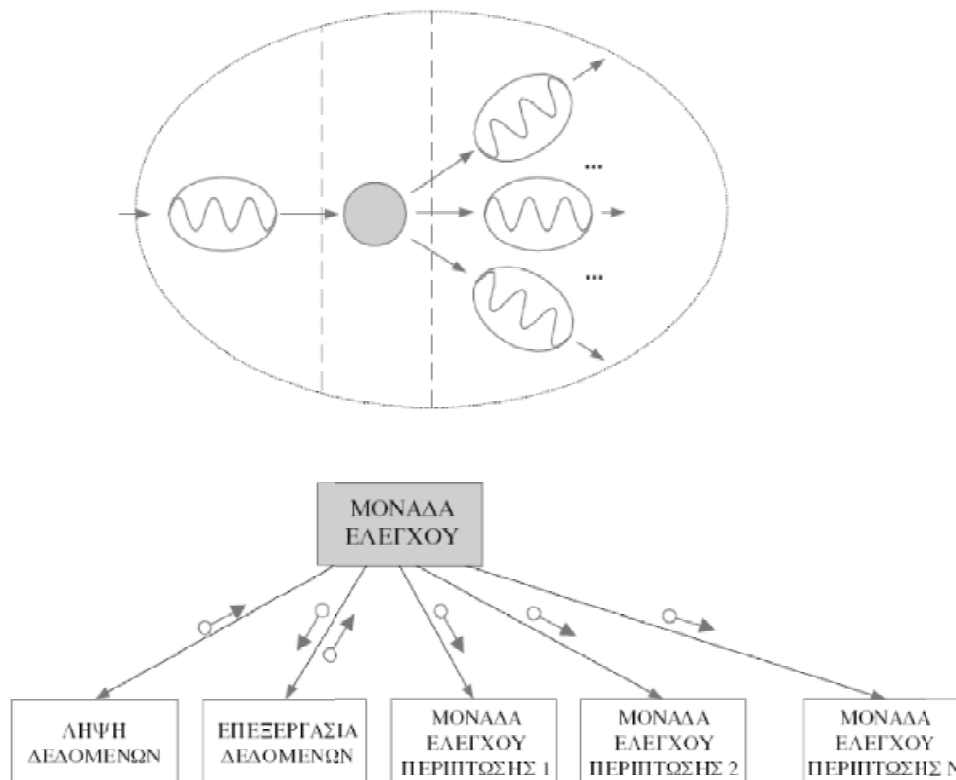 ...
...
ΜΟΝΑΔΑ
ΕΛΕΓΧΟΥ
ΛΗΨΗ
ΔΕΔΟΜΕΝΩΝ
ΕΠΕΞΕΡΓΑΣΙΑ
ΔΕΔΟΜΕΝΩΝ
ΜΟΝΑΔΑ
ΕΛΕΓΧΟΥ
ΠΕΡΙΠΤΩΣΗΣ 1
ΜΟΝΑΔΑ
ΕΛΕΓΧΟΥ
ΠΕΡΙΠΤΩΣΗΣ 2
ΜΟΝΑΔΑ
ΕΛΕΓΧΟΥ
ΠΕΡΙΠΤΩΣΗΣ Ν